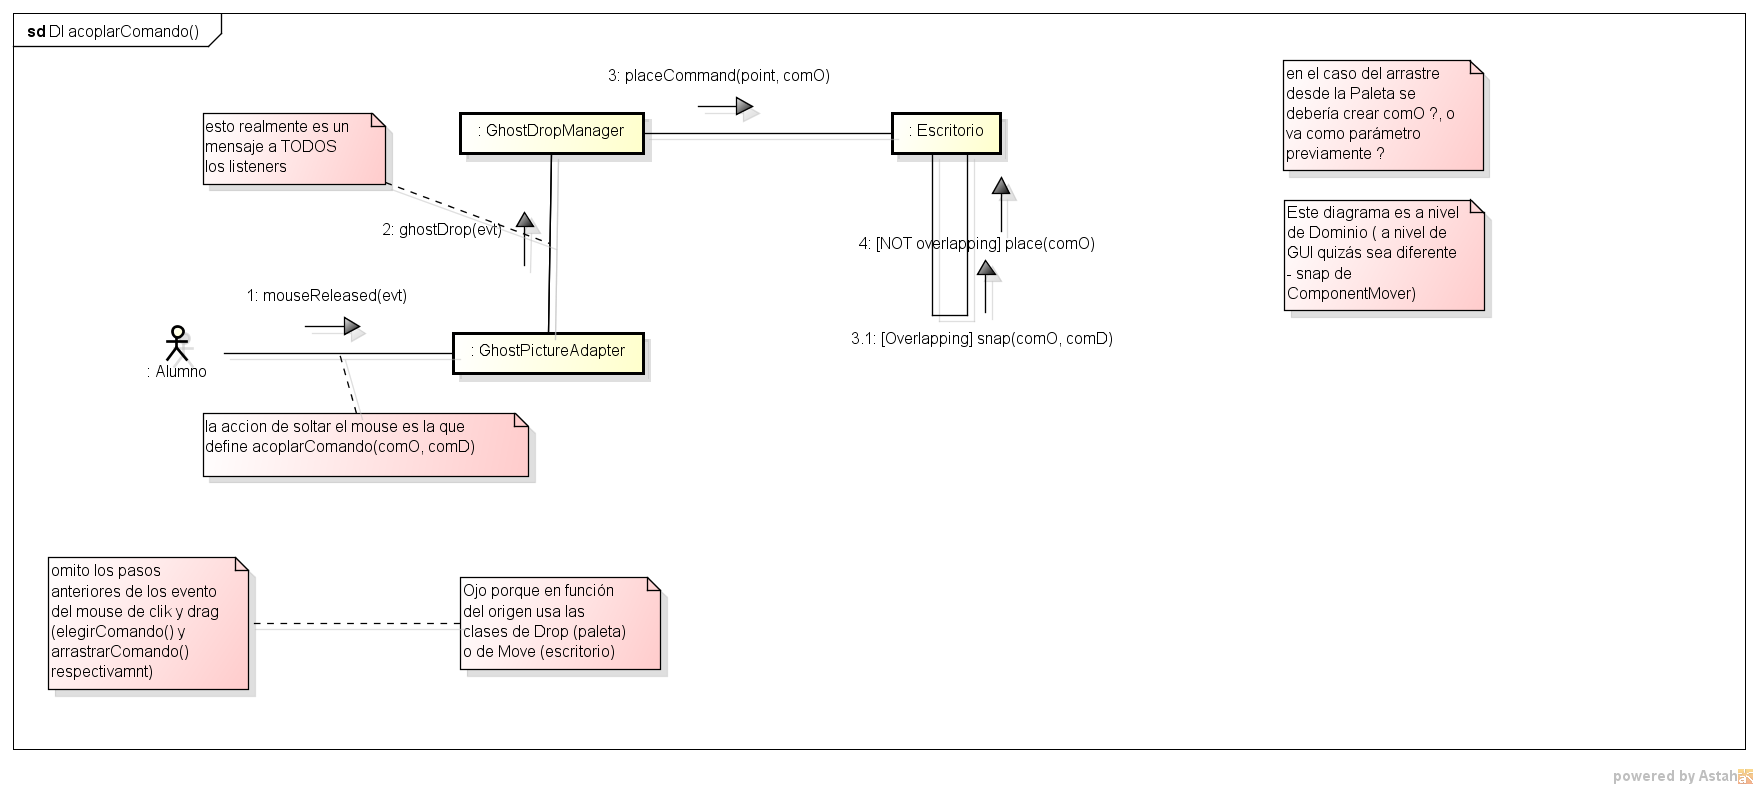 sd DI acoplarComando()
3: placeCommand(point, comO)
esto realmente es un
mensaje a TODOS
los listeners
: GhostDropManager
: Escritorio
en el caso del arrastre
desde la Paleta se
debería crear comO ?, o
va como parámetro
previamente ?
2: ghostDrop(evt)
4: [NOT overlapping] place(comO)
Este diagrama es a nivel
de Dominio ( a nivel de
GUI quizás sea diferente
- snap de
ComponentMover)
1: mouseReleased(evt)
3.1: [Overlapping] snap(comO, comD)
: Alumno
: GhostPictureAdapter
la accion de soltar el mouse es la que
define acoplarComando(comO, comD)
omito los pasos
anteriores de los evento
del mouse de clik y drag
(elegirComando() y
arrastrarComando()
respectivamnt)
Ojo porque en función
del origen usa las
clases de Drop (paleta)
o de Move (escritorio)
powered by Astah